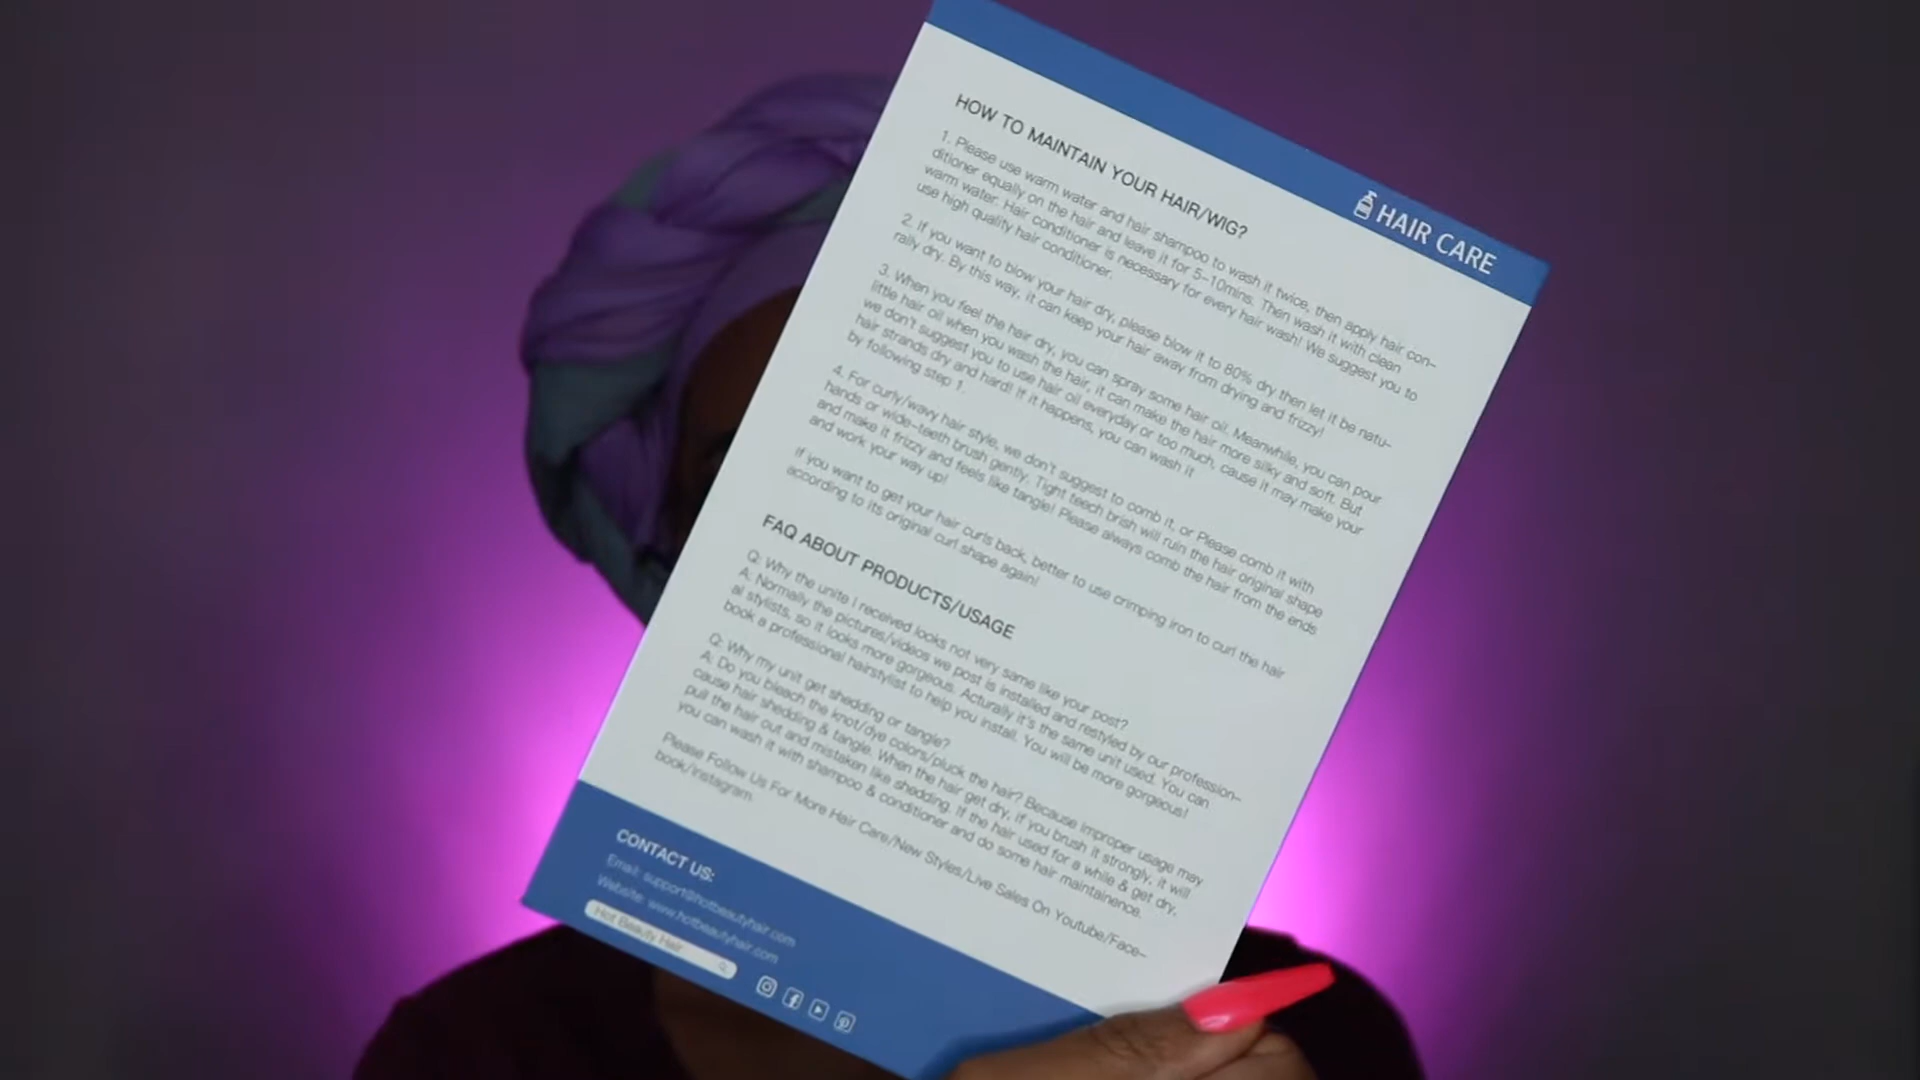 HAIR CARE
HOW TO MAINTAIN YOUR HAIR/WIG?
1. Please use warm water and hair shampoo to wash it twice, then apply hair con-
ditioner equally on the hair and leave it for 5-10mins. Then wash it with clean
warm water. Hair conditioner is necessary for every hair wash! We suggest you to
use high quality hair conditioner.
2. If you want to blow your hair dry, please blow it to 80% dry then let it be natu-
rally dry. By this way, it can keep your hair away from drying and frizzy!
3. When you feel the hair dry, you can spray some hair oil. Meanwhile, you can pour
little hair oil when you wash the hair, it can make the hair more silky and soft. But
we don't suggest you to use hair oil everyday or too much, cause it may make your
hair strands dry and hard! If it happens, you can wash it
by following step 1.
4. For curly/wavy hair style, we don't suggest to comb it, or Please comb it with
hands or wide-teeth brush gently. Tight teech brish will ruin the hair original shape
and make it frizzy and feels like tangle! Please always comb the hair from the ends
and work your way up!
If you want to get your hair curls back, better to use crimping iron to curl the hair
according to its original curl shape again!
FAQ ABOUT PRODUCTS/USAGE
Q: Why the unite I received looks not very same like your post?
A: Normally the pictures/videos we post is installed and restyled by our profession-
al stylists, so it looks more gorgeous. Acturally it's the same unit used. You can
book a professional hairstylist to help you install. You will be more gorgeous!
Q: Why my unit get shedding or tangle?
A: Do you bleach the knot/dye colors/pluck the hair? Because improper usage may
cause hair shedding & tangle. When the hair get dry, if you brush it strongly, it will
pull the hair out and mistaken like shedding. If the hair used for a while & get dry,
you can wash it with shampoo & conditioner and do some hair maintainence.
Please Follow Us For More Hair Care/New Styles/Live Sales On Youtube/Face-
book/Instagram.
CONTACT US:
Email: support@hotbeautyhair.com
Website: www.hotbeautyhair.com
Hot Beauty Hair